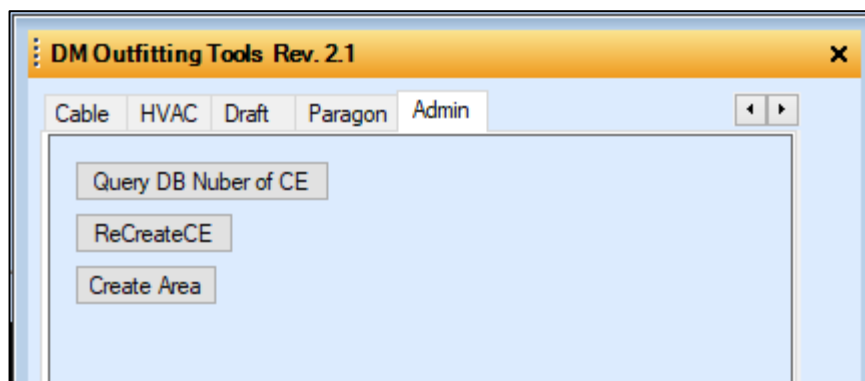 DM Outfitting Tools Rev. 2.1
Cable HVAC Draft Paragon Admin
Query DB Nuber of CE
ReCreateCE
Create Area